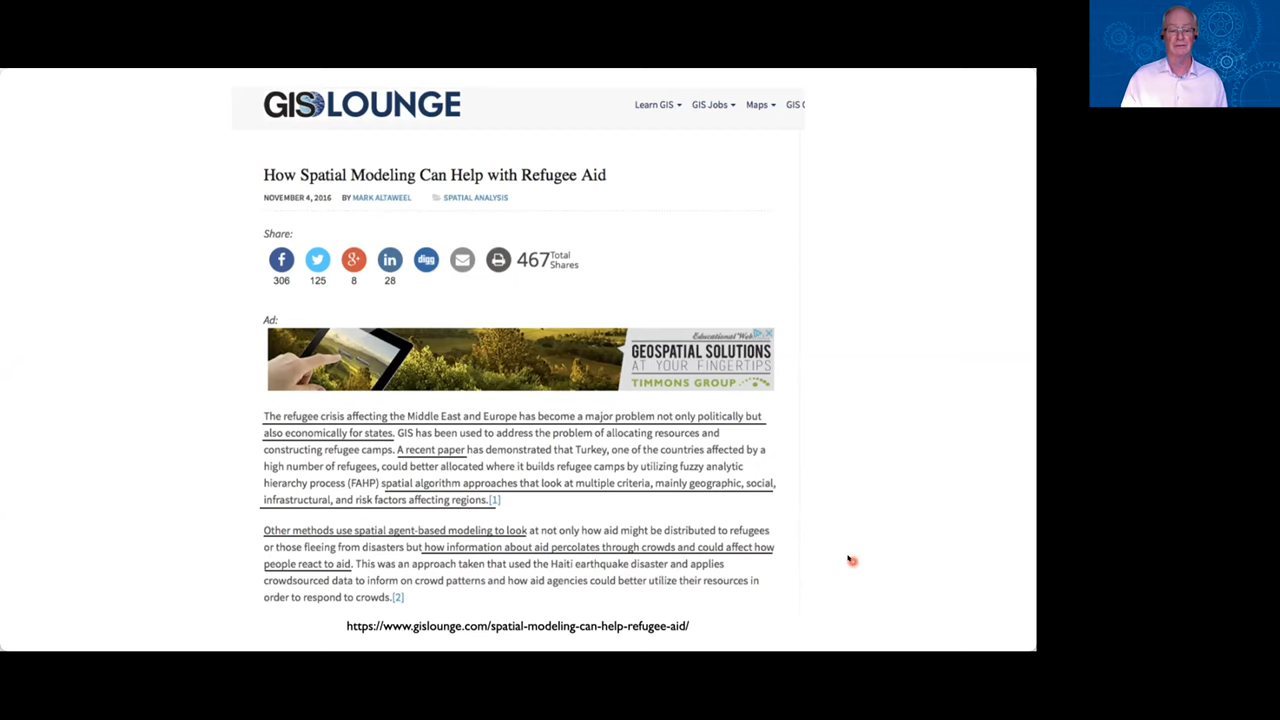 GIS LOUNGE
Learn GIS
GIS Jobs
Maps
GIS
How Spatial Modeling Can Help with Refugee Aid
NOVEMBER 4, 2016 BY MARK ALTAWEEL SPATIAL ANALYSIS
Share:
f
g+
in
digg
467 Total Shares
306 125 8 28
Ad:
Educational Web
GEOSPATIAL SOLUTIONS
AT YOUR FINGERTIPS
TIMMONS GROUP
The refugee crisis affecting the Middle East and Europe has become a major problem not only politically but
also economically for states. GIS has been used to address the problem of allocating resources and
constructing refugee camps. A recent paper has demonstrated that Turkey, one of the countries affected by a
high number of refugees, could better allocated where it builds refugee camps by utilizing fuzzy analytic
hierarchy process (FAHP) spatial algorithm approaches that look at multiple criteria, mainly geographic, social,
infrastructural, and risk factors affecting regions.[1]
Other methods use spatial agent-based modeling to look at not only how aid might be distributed to refugees
or those fleeing from disasters but how information about aid percolates through crowds and could affect how
people react to aid. This was an approach taken that used the Haiti earthquake disaster and applies
crowdsourced data to inform on crowd patterns and how aid agencies could better utilize their resources in
order to respond to crowds.[2]
https://www.gislounge.com/spatial-modeling-can-help-refugee-aid/